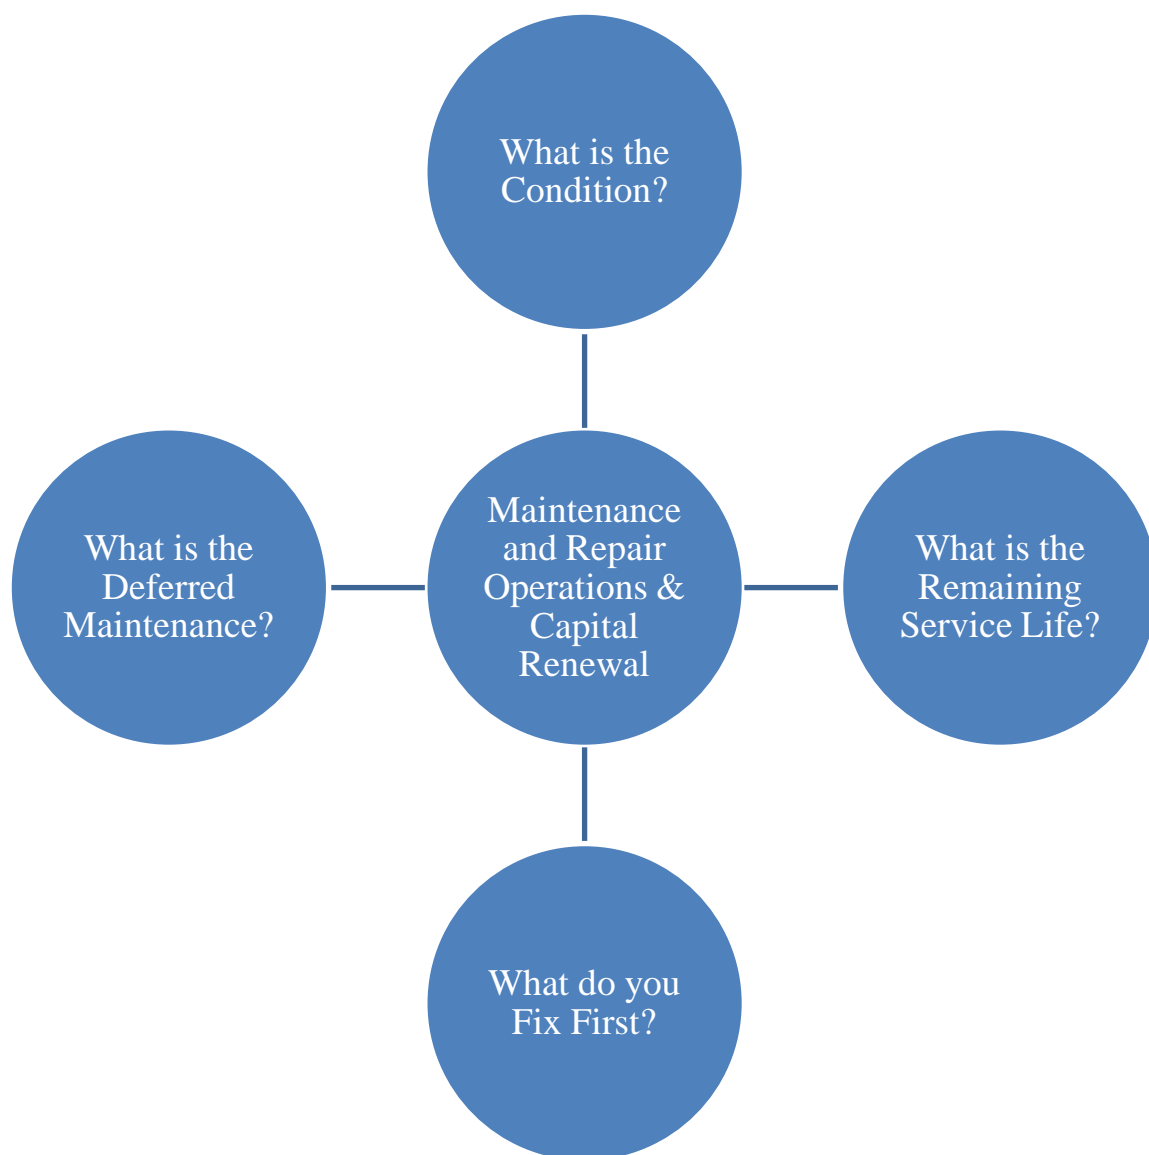 What is the
Condition?
What is the
Deferred
Maintenance?
Maintenance
and Repair
Operations &
Capital
Renewal
What is the
Remaining
Service Life?
What do you
Fix First?